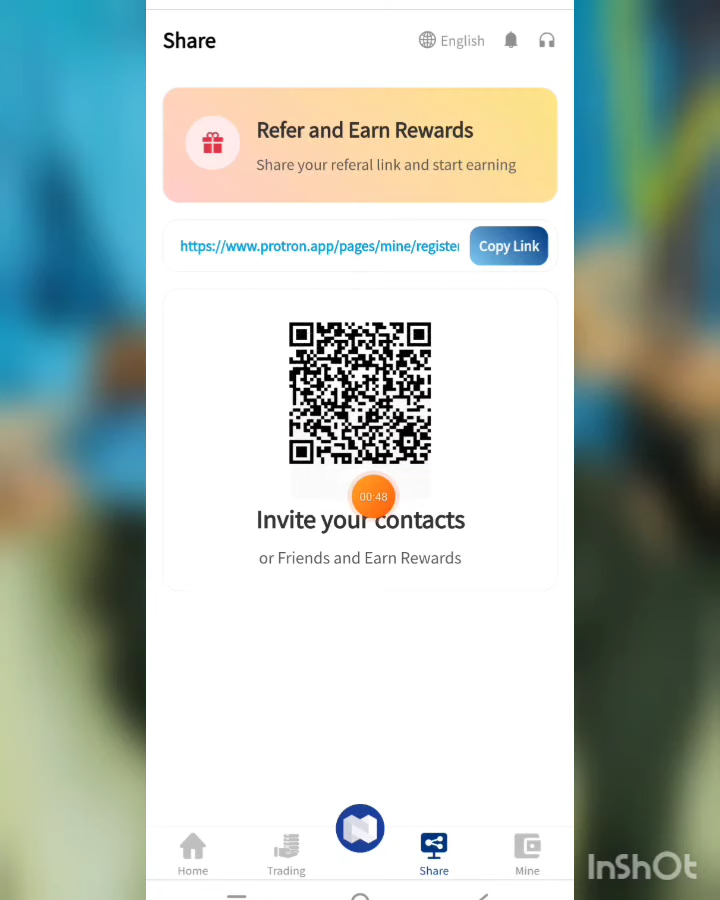 Share
English
Refer and Earn Rewards
Share your referal link and start earning
https://www.protron.app/pages/mine/register
Copy Link
00:48
Invite your contacts
or Friends and Earn Rewards
Home
Trading
Share
Mine
InShOt